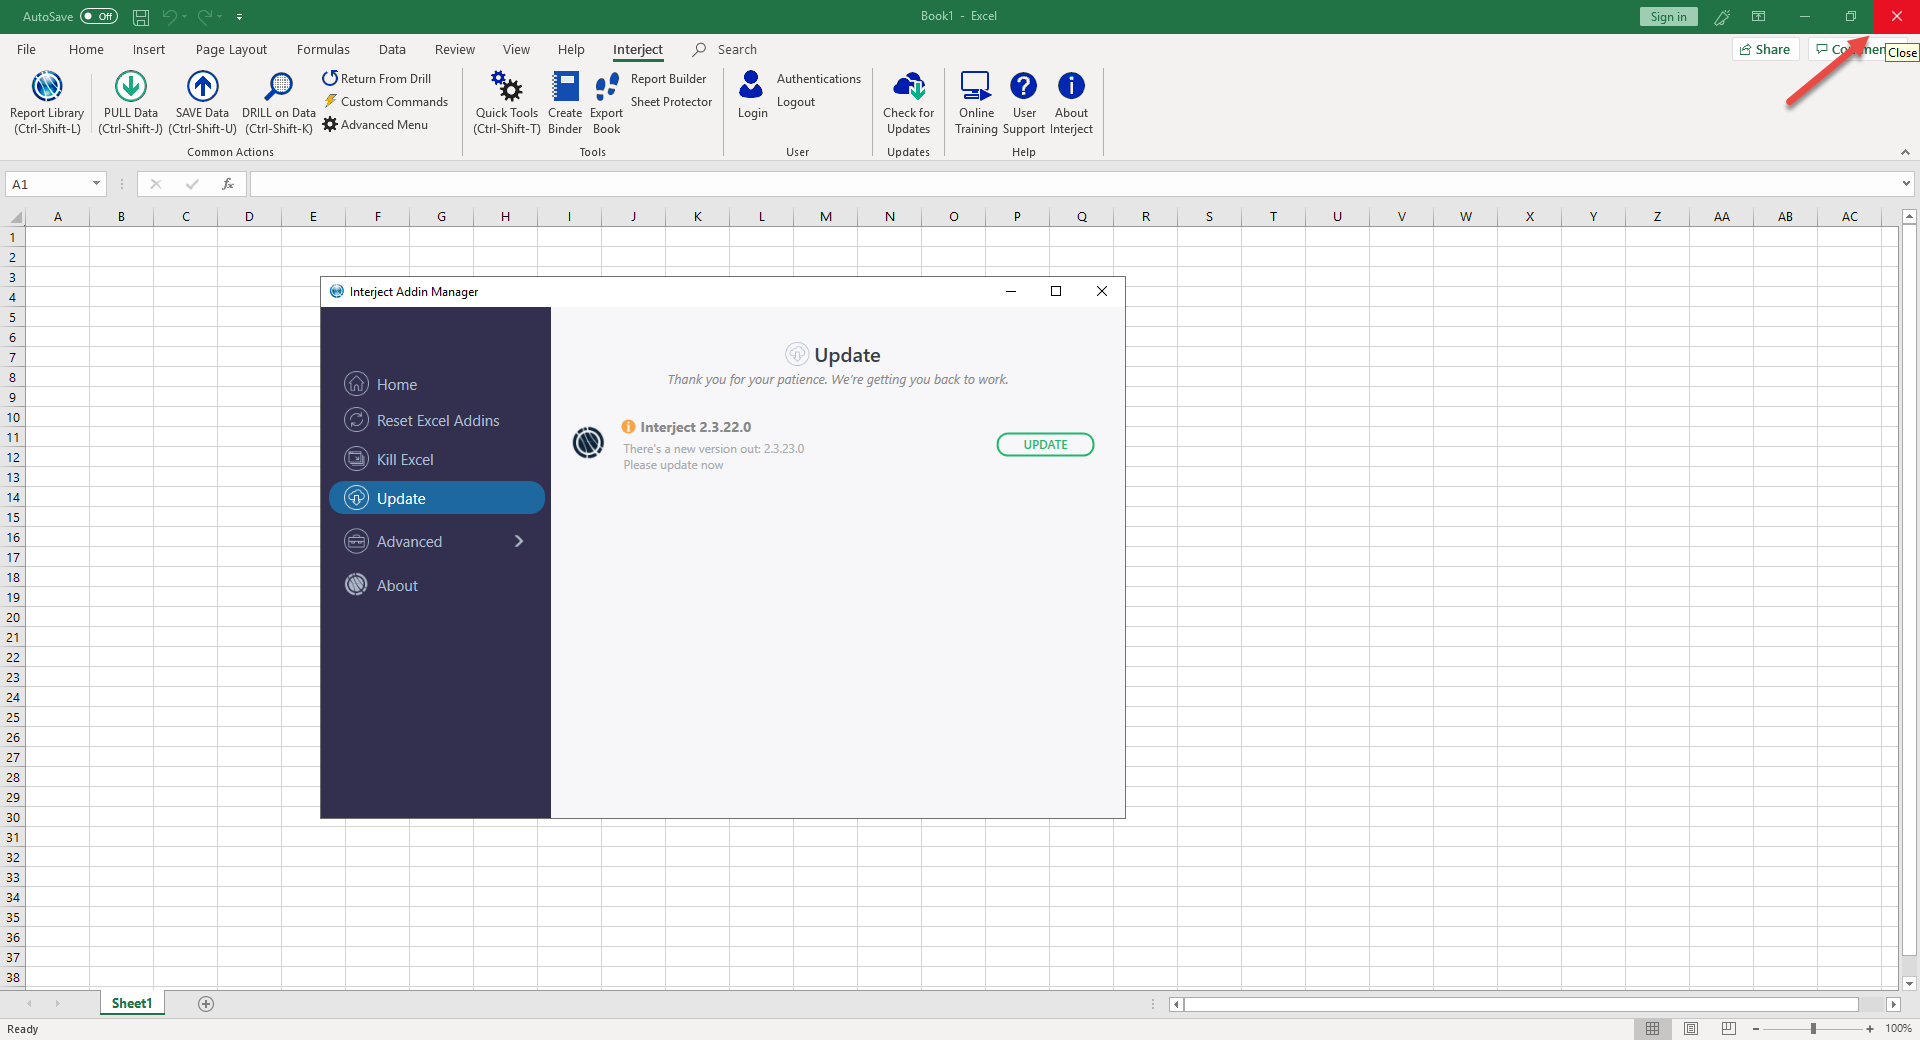 AutoSave Off
Book1 - Excel
Sign in
File Home Insert Page Layout Formulas Data Review View Help Interject Search
Share
Close
Report Library
(Ctrl-Shift-L)
PULL Data
(Ctrl-Shift-J)
SAVE Data
(Ctrl-Shift-U)
DRILL on Data
(Ctrl-Shift-K)
Return From Drill
Custom Commands
Advanced Menu
Common Actions
Quick Tools
(Ctrl-Shift-T)
Create
Binder
Export
Book
Report Builder
Sheet Protector
Tools
Login
Authentications
Logout
User
Check for
Updates
Updates
Online
Training
User
Support
About
Interject
Help
A1
fx
A B C D E F G H I J K L M N O P Q R S T U V W X Y Z AA AB AC
1
2
3
4
5
6
7
8
9
10
11
12
13
14
15
16
17
18
19
20
21
22
23
24
25
26
27
28
29
30
31
32
33
34
35
36
37
38
Interject Addin Manager
Home
Reset Excel Addins
Kill Excel
Update
Advanced
About
Update
Thank you for your patience. We're getting you back to work.
Interject 2.3.22.0
There's a new version out: 2.3.23.0
Please update now
UPDATE
Sheet1
Ready
100%